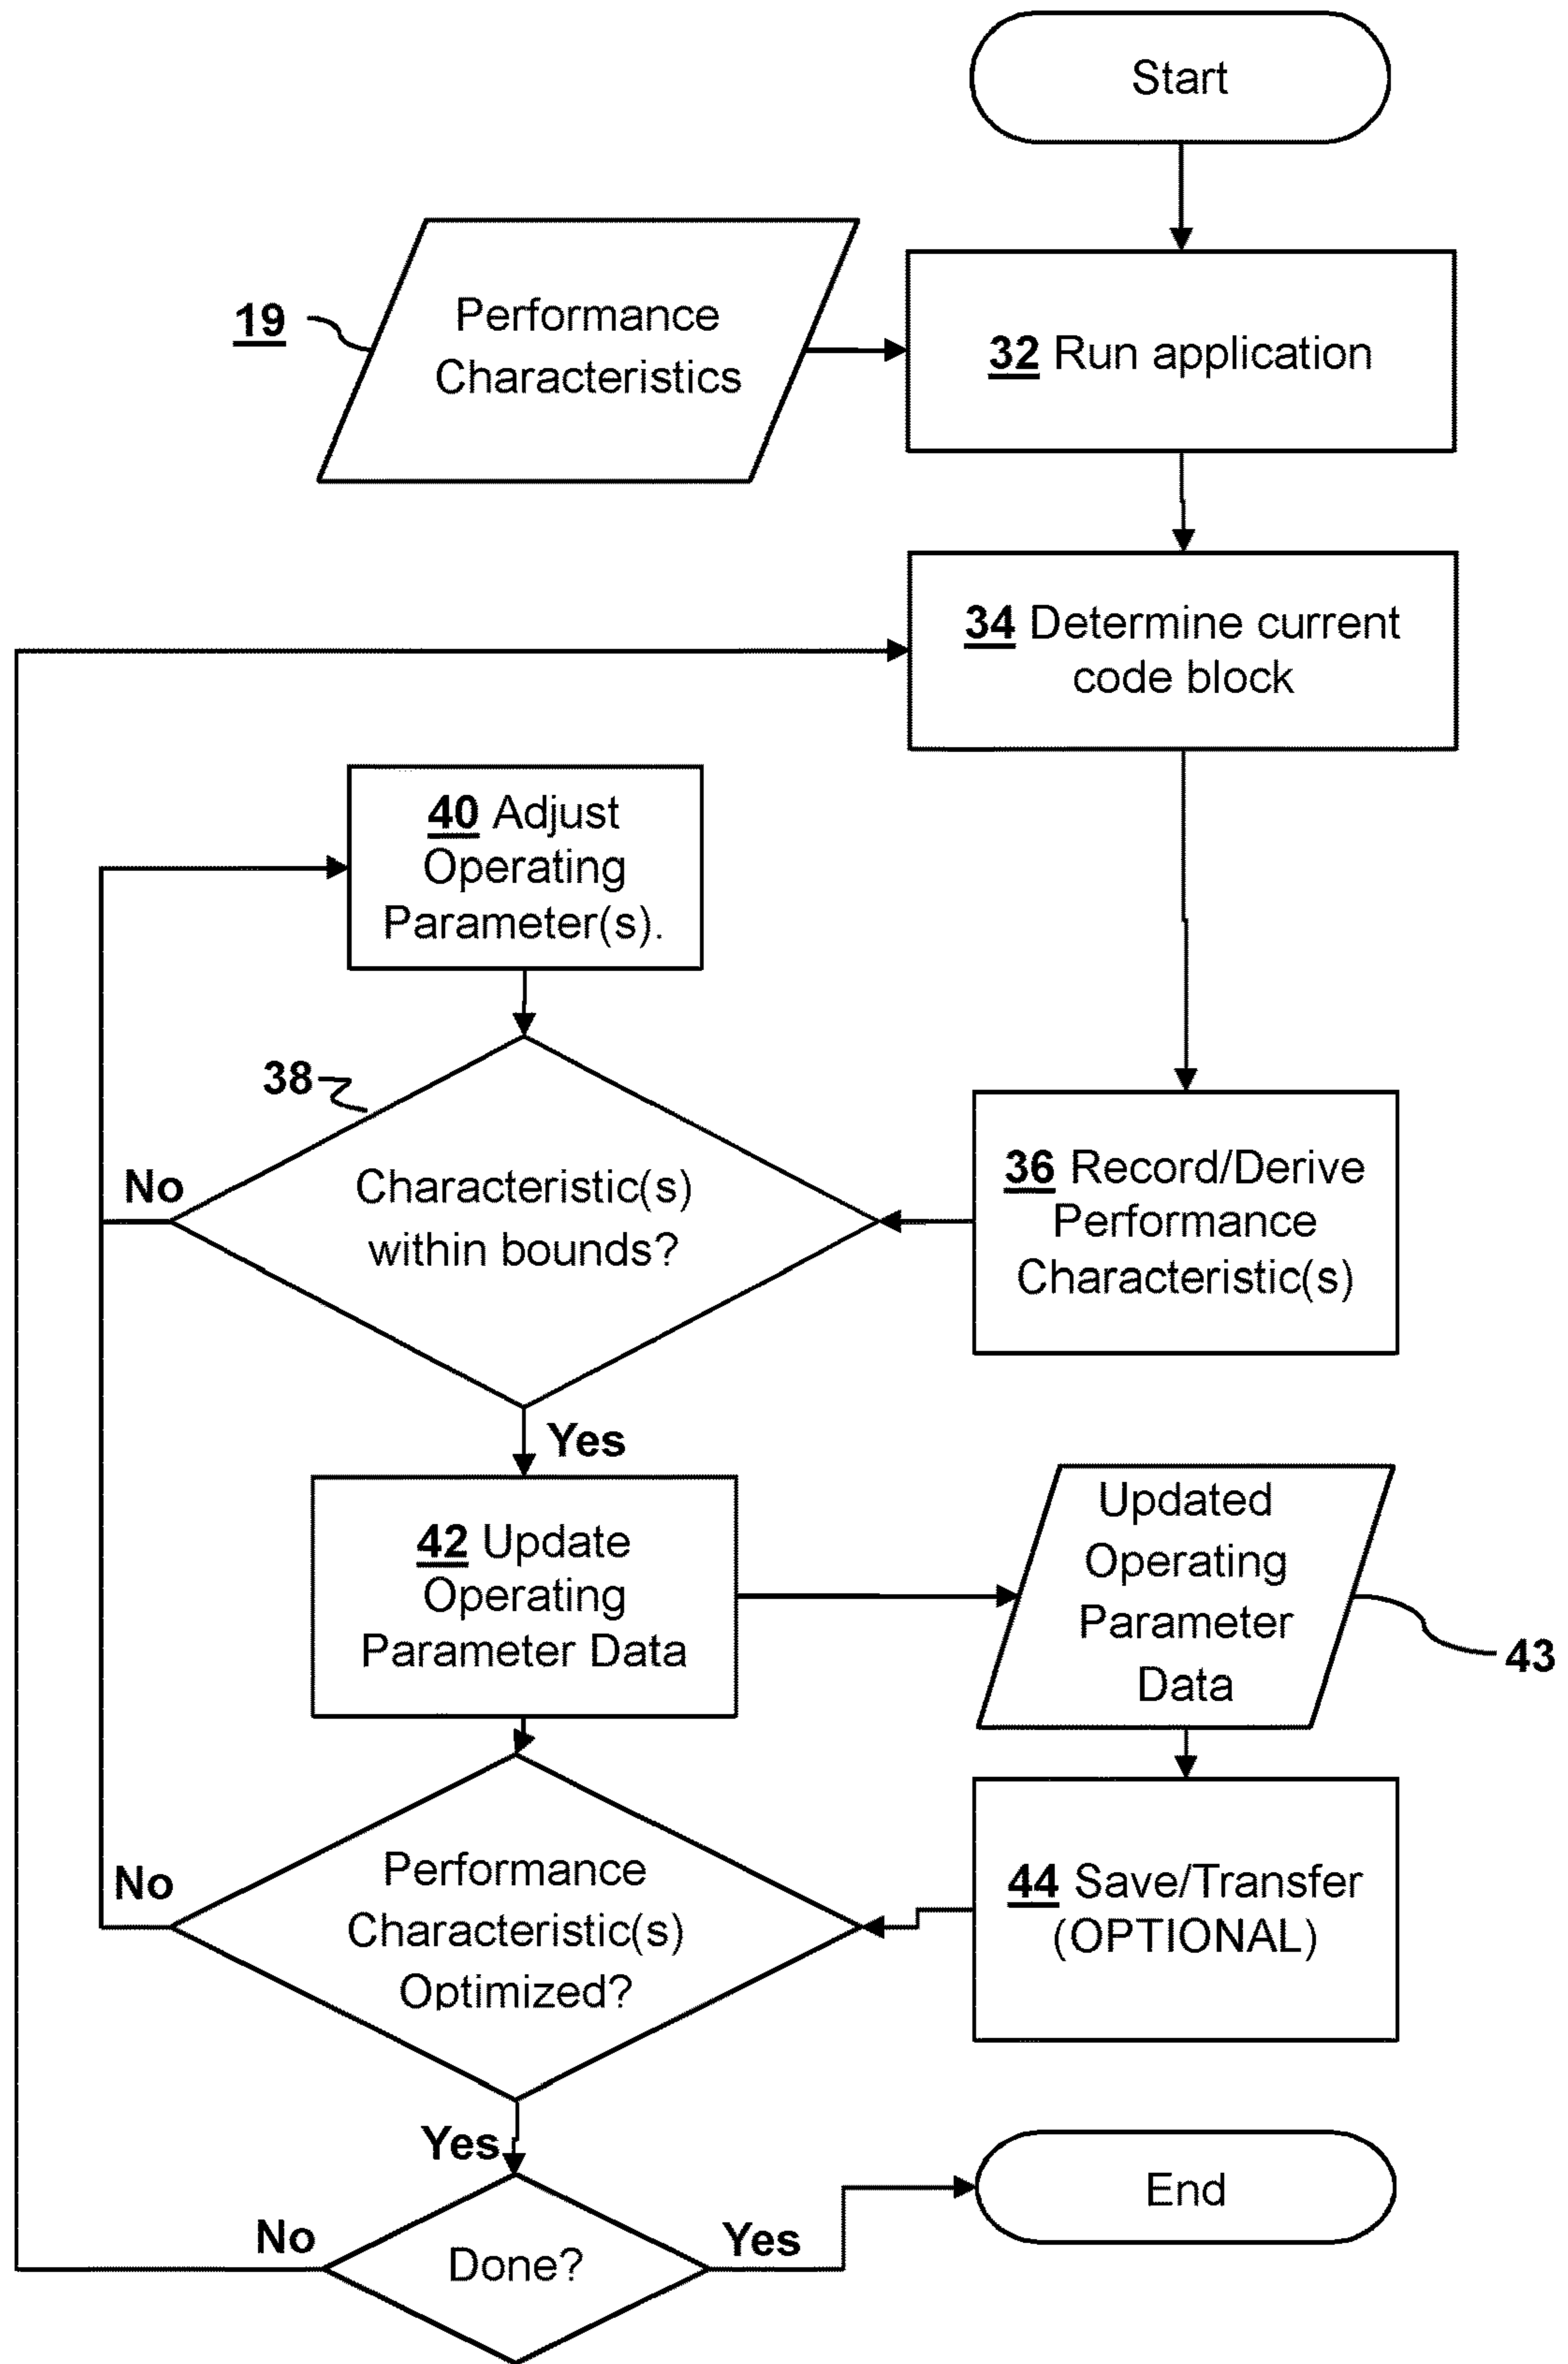 Start
Performance
Characteristics
19
32 Run application
34 Determine current
code block
40 Adjust
Operating
Parameter(s).
38
No
Characteristic(s)
within bounds?
36 Record/Derive
Performance
Characteristic(s)
Yes
42 Update
Operating
Parameter Data
Updated
Operating
Parameter
Data
43
No
Performance
Characteristic(s)
Optimized?
44 Save/Transfer
(OPTIONAL)
Yes
No
Done?
Yes
End